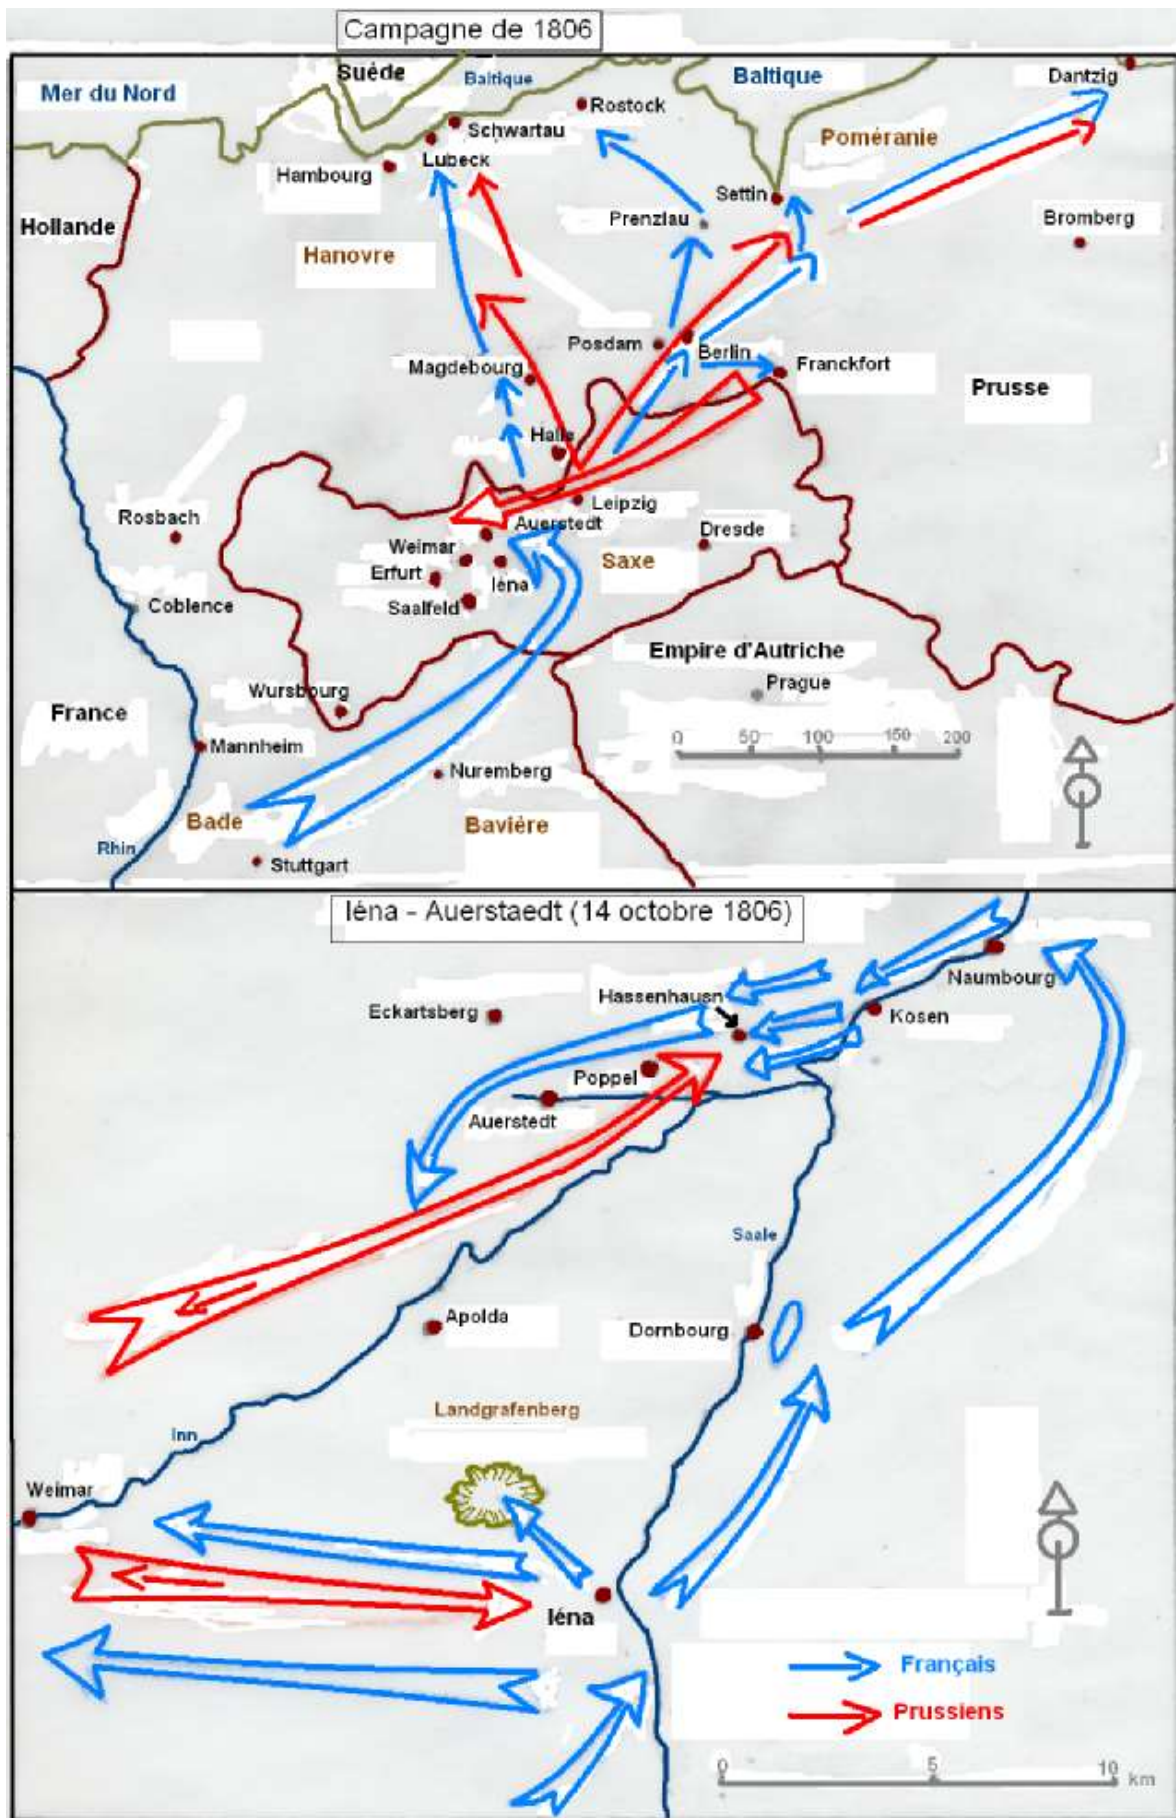 Campagne de 1806
Mer du Nord
Suède
Baltique
Baltique
Dantzig
Rostock
Schwartau
Lubeck
Hambourg
Poméranie
Settin
Hollande
Prenzlau
Bromberg
Hanovre
Posdam
Berlin
Magdebourg
Franckfort
Prusse
Halle
Leipzig
Rosbach
Auerstedt
Dresde
Weimar
Saxe
Erfurt
Iéna
Coblence
Saalfeld
Empire d'Autriche
Wursbourg
Prague
France
Mannheim
0 50 100 150 200
Nuremberg
Bade
Bavière
Rhin
Stuttgart
Iéna - Auerstaedt (14 octobre 1806)
Naumbourg
Hassenhausn
Eckartsberg
Kosen
Poppel
Auerstedt
Saale
Apolda
Dornbourg
Landgrafenberg
Inn
Weimar
Iéna
Français
Prussiens
0 5 10 km